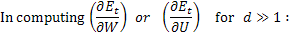 In computing (∂E_t/∂W) or (∂E_t/∂U) for d ≫ 1 :